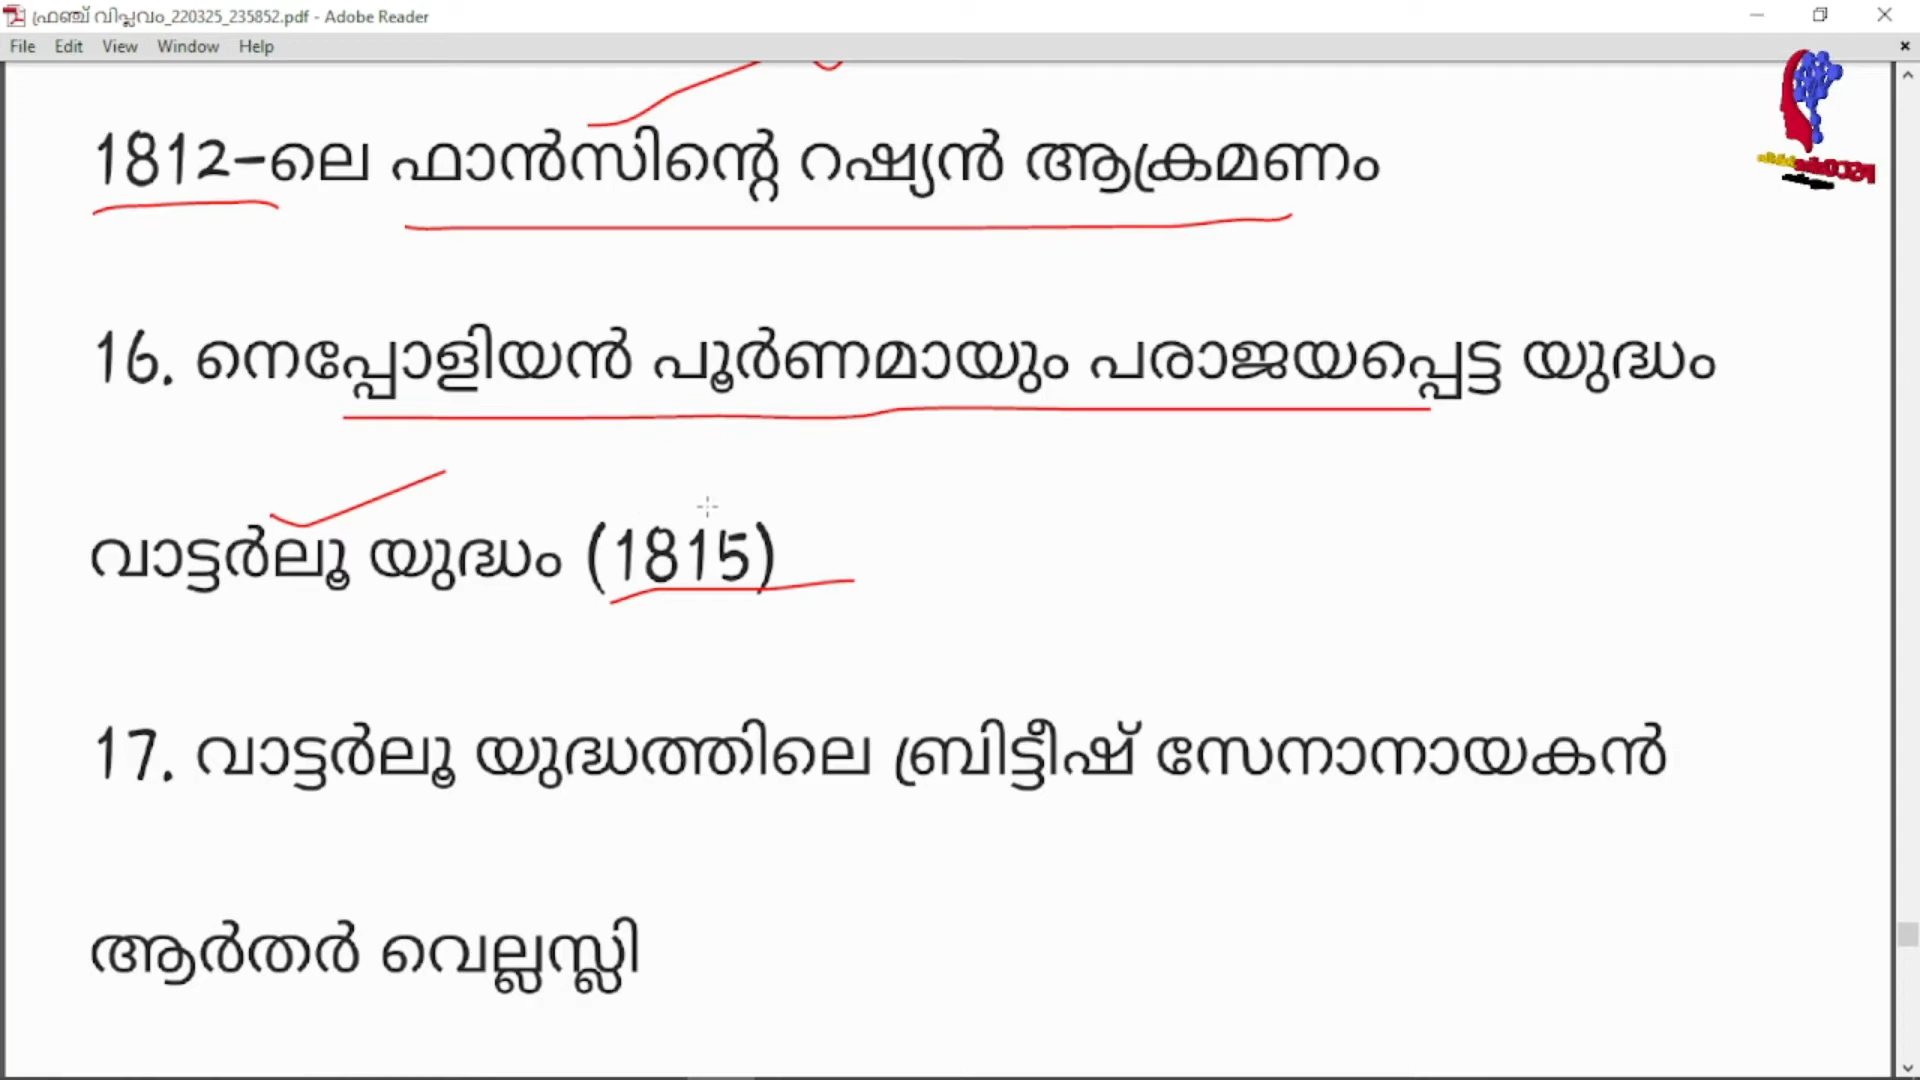 ഫ്രഞ്ച് വിപ്ലവം_220325_235852.pdf - Adobe Reader
File Edit View Window Help
1812-ലെ ഫ്രാൻസിന്റെ റഷ്യൻ ആക്രമണം
16. നെപ്പോളിയൻ പൂർണമായും പരാജയപ്പെട്ട യുദ്ധം
വാട്ടർലൂ യുദ്ധം (1815)
17. വാട്ടർലൂ യുദ്ധത്തിലെ ബ്രിട്ടീഷ് സേനാനായകൻ
ആർതർ വെല്ലസ്ലി